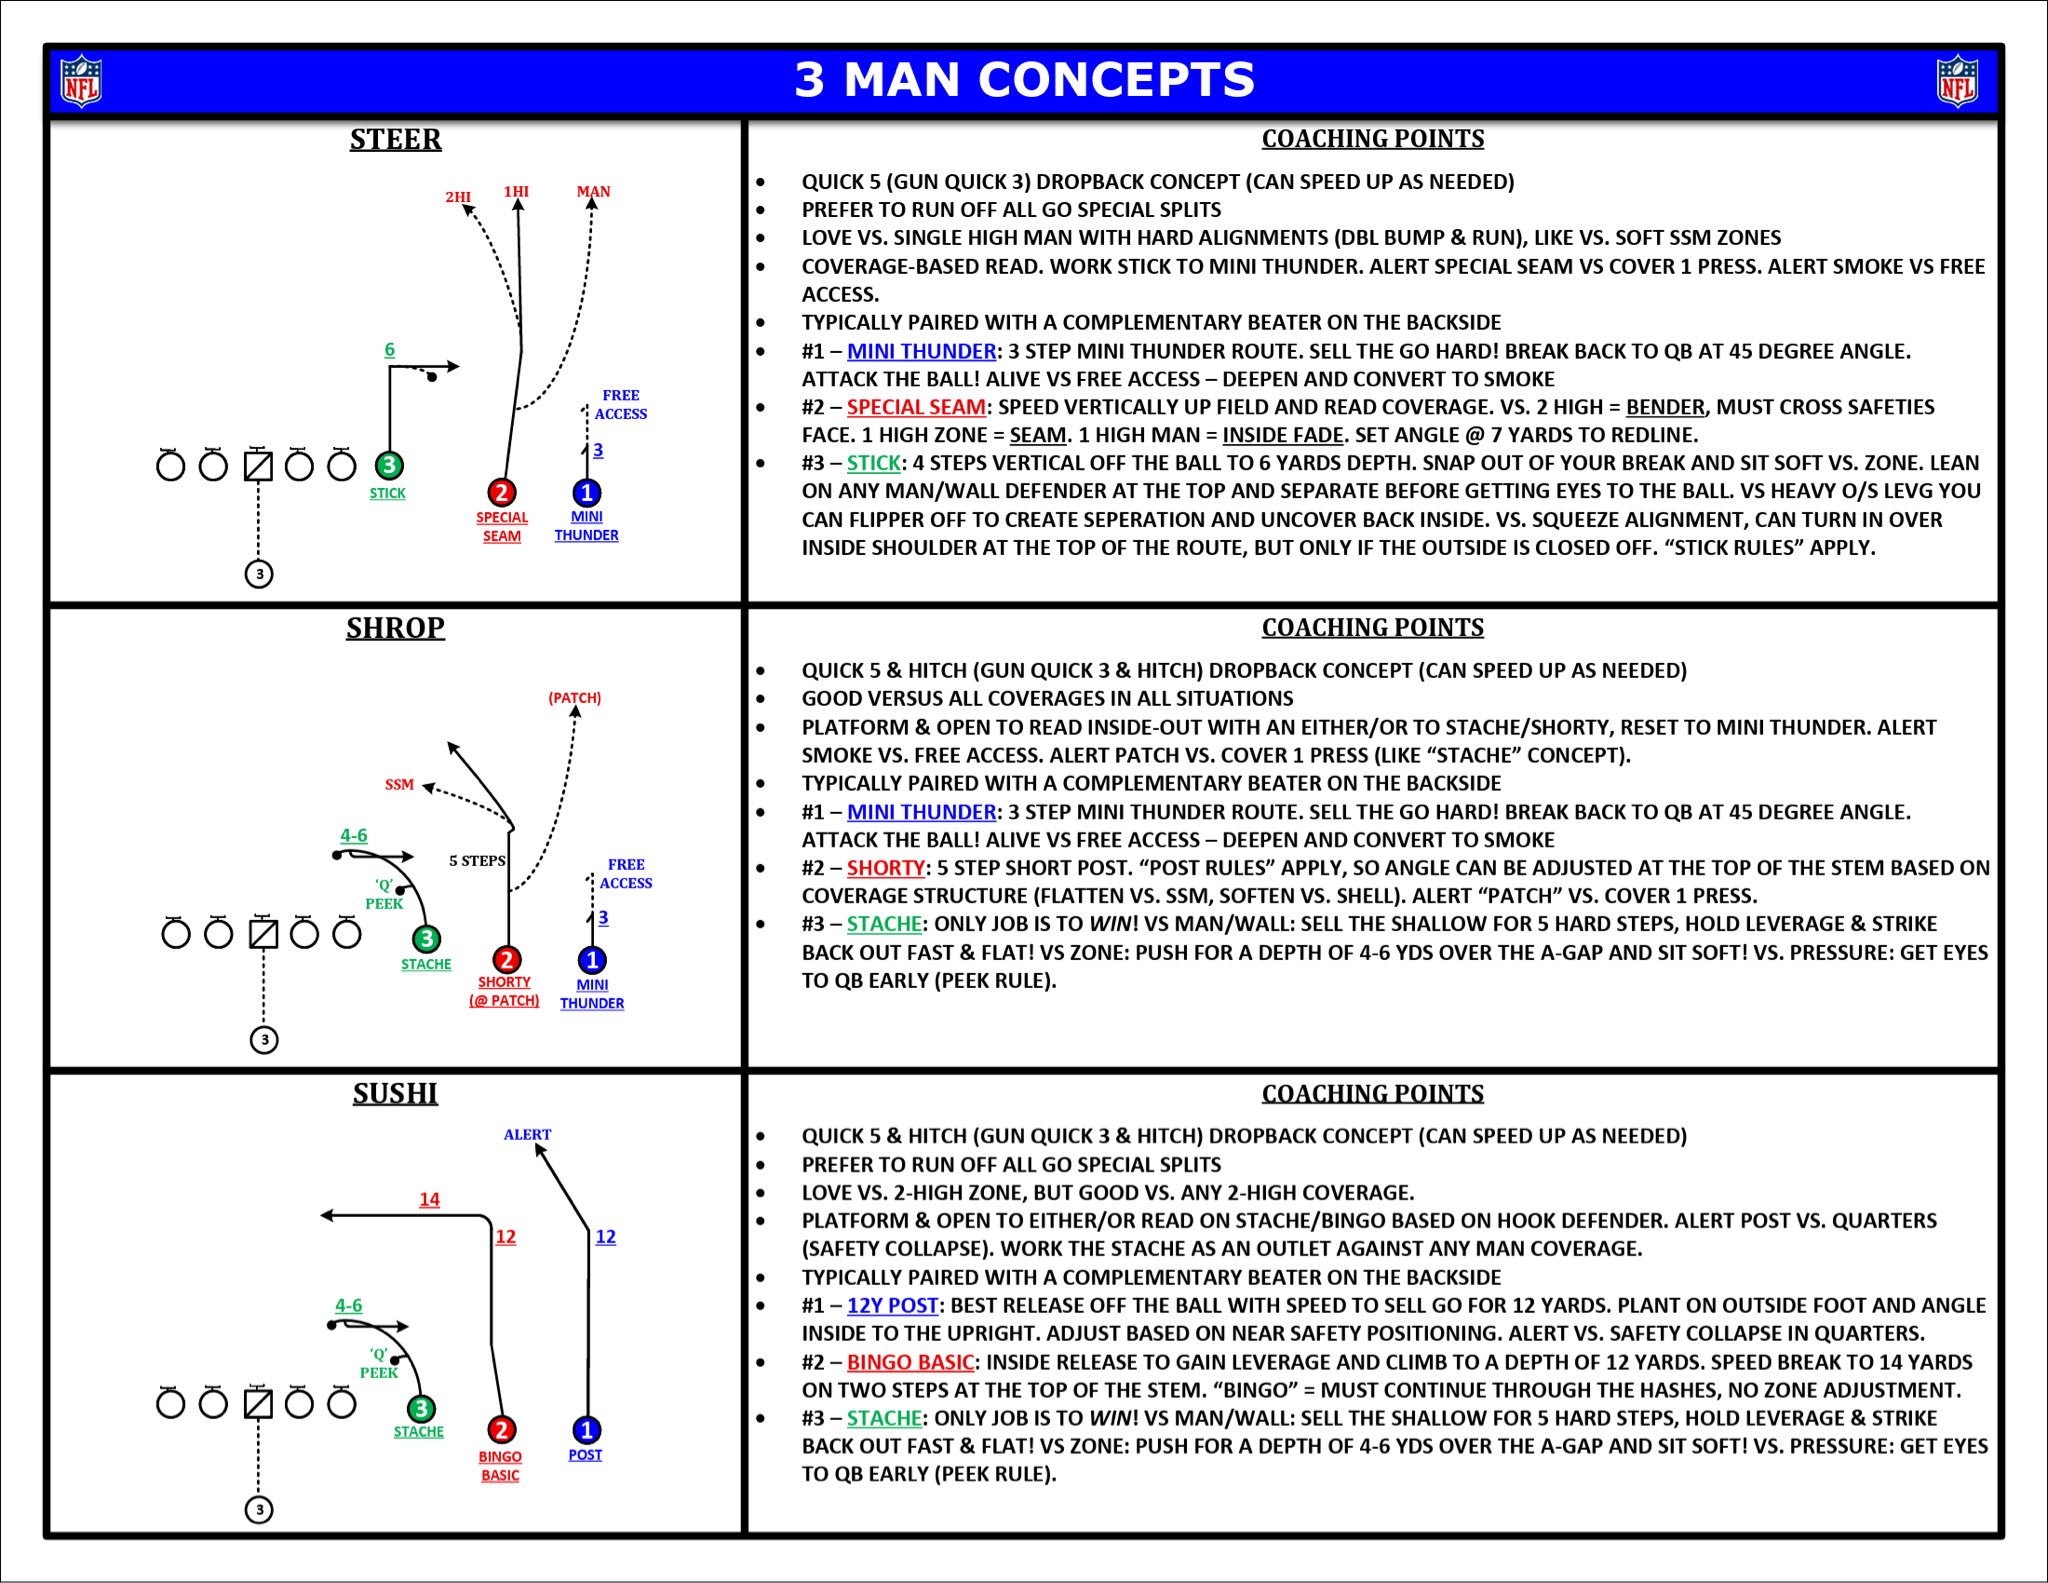 NFL
3 MAN CONCEPTS
NFL
STEER
2HI
1HI
MAN
6
FREE
ACCESS
3
3
STICK
2
SPECIAL
SEAM
1
MINI
THUNDER
3
COACHING POINTS
• QUICK 5 (GUN QUICK 3) DROPBACK CONCEPT (CAN SPEED UP AS NEEDED)
• PREFER TO RUN OFF ALL GO SPECIAL SPLITS
• LOVE VS. SINGLE HIGH MAN WITH HARD ALIGNMENTS (DBL BUMP & RUN), LIKE VS. SOFT SSM ZONES
• COVERAGE-BASED READ. WORK STICK TO MINI THUNDER. ALERT SPECIAL SEAM VS COVER 1 PRESS. ALERT SMOKE VS FREE
ACCESS.
• TYPICALLY PAIRED WITH A COMPLEMENTARY BEATER ON THE BACKSIDE
• #1 – MINI THUNDER: 3 STEP MINI THUNDER ROUTE. SELL THE GO HARD! BREAK BACK TO QB AT 45 DEGREE ANGLE.
ATTACK THE BALL! ALIVE VS FREE ACCESS – DEEPEN AND CONVERT TO SMOKE
• #2 – SPECIAL SEAM: SPEED VERTICALLY UP FIELD AND READ COVERAGE. VS. 2 HIGH = BENDER, MUST CROSS SAFETIES
FACE. 1 HIGH ZONE = SEAM. 1 HIGH MAN = INSIDE FADE. SET ANGLE @ 7 YARDS TO REDLINE.
• #3 – STICK: 4 STEPS VERTICAL OFF THE BALL TO 6 YARDS DEPTH. SNAP OUT OF YOUR BREAK AND SIT SOFT VS. ZONE. LEAN
ON ANY MAN/WALL DEFENDER AT THE TOP AND SEPARATE BEFORE GETTING EYES TO THE BALL. VS HEAVY O/S LEVG YOU
CAN FLIPPER OFF TO CREATE SEPERATION AND UNCOVER BACK INSIDE. VS. SQUEEZE ALIGNMENT, CAN TURN IN OVER
INSIDE SHOULDER AT THE TOP OF THE ROUTE, BUT ONLY IF THE OUTSIDE IS CLOSED OFF. “STICK RULES” APPLY.
SHROP
(PATCH)
SSM
4-6
5 STEPS
‘Q’
PEEK
FREE
ACCESS
3
3
STACHE
2
SHORTY
(@ PATCH)
1
MINI
THUNDER
3
COACHING POINTS
• QUICK 5 & HITCH (GUN QUICK 3 & HITCH) DROPBACK CONCEPT (CAN SPEED UP AS NEEDED)
• GOOD VERSUS ALL COVERAGES IN ALL SITUATIONS
• PLATFORM & OPEN TO READ INSIDE-OUT WITH AN EITHER/OR TO STACHE/SHORTY, RESET TO MINI THUNDER. ALERT
SMOKE VS. FREE ACCESS. ALERT PATCH VS. COVER 1 PRESS (LIKE “STACHE” CONCEPT).
• TYPICALLY PAIRED WITH A COMPLEMENTARY BEATER ON THE BACKSIDE
• #1 – MINI THUNDER: 3 STEP MINI THUNDER ROUTE. SELL THE GO HARD! BREAK BACK TO QB AT 45 DEGREE ANGLE.
ATTACK THE BALL! ALIVE VS FREE ACCESS – DEEPEN AND CONVERT TO SMOKE
• #2 – SHORTY: 5 STEP SHORT POST. “POST RULES” APPLY, SO ANGLE CAN BE ADJUSTED AT THE TOP OF THE STEM BASED ON
COVERAGE STRUCTURE (FLATTEN VS. SSM, SOFTEN VS. SHELL). ALERT “PATCH” VS. COVER 1 PRESS.
• #3 – STACHE: ONLY JOB IS TO WIN! VS MAN/WALL: SELL THE SHALLOW FOR 5 HARD STEPS, HOLD LEVERAGE & STRIKE
BACK OUT FAST & FLAT! VS ZONE: PUSH FOR A DEPTH OF 4-6 YDS OVER THE A-GAP AND SIT SOFT! VS. PRESSURE: GET EYES
TO QB EARLY (PEEK RULE).
SUSHI
ALERT
14
12
12
4-6
‘Q’
PEEK
3
STACHE
2
BINGO
BASIC
1
POST
3
COACHING POINTS
• QUICK 5 & HITCH (GUN QUICK 3 & HITCH) DROPBACK CONCEPT (CAN SPEED UP AS NEEDED)
• PREFER TO RUN OFF ALL GO SPECIAL SPLITS
• LOVE VS. 2-HIGH ZONE, BUT GOOD VS. ANY 2-HIGH COVERAGE.
• PLATFORM & OPEN TO EITHER/OR READ ON STACHE/BINGO BASED ON HOOK DEFENDER. ALERT POST VS. QUARTERS
(SAFETY COLLAPSE). WORK THE STACHE AS AN OUTLET AGAINST ANY MAN COVERAGE.
• TYPICALLY PAIRED WITH A COMPLEMENTARY BEATER ON THE BACKSIDE
• #1 – 12Y POST: BEST RELEASE OFF THE BALL WITH SPEED TO SELL GO FOR 12 YARDS. PLANT ON OUTSIDE FOOT AND ANGLE
INSIDE TO THE UPRIGHT. ADJUST BASED ON NEAR SAFETY POSITIONING. ALERT VS. SAFETY COLLAPSE IN QUARTERS.
• #2 – BINGO BASIC: INSIDE RELEASE TO GAIN LEVERAGE AND CLIMB TO A DEPTH OF 12 YARDS. SPEED BREAK TO 14 YARDS
ON TWO STEPS AT THE TOP OF THE STEM. “BINGO” = MUST CONTINUE THROUGH THE HASHES, NO ZONE ADJUSTMENT.
• #3 – STACHE: ONLY JOB IS TO WIN! VS MAN/WALL: SELL THE SHALLOW FOR 5 HARD STEPS, HOLD LEVERAGE & STRIKE
BACK OUT FAST & FLAT! VS ZONE: PUSH FOR A DEPTH OF 4-6 YDS OVER THE A-GAP AND SIT SOFT! VS. PRESSURE: GET EYES
TO QB EARLY (PEEK RULE).